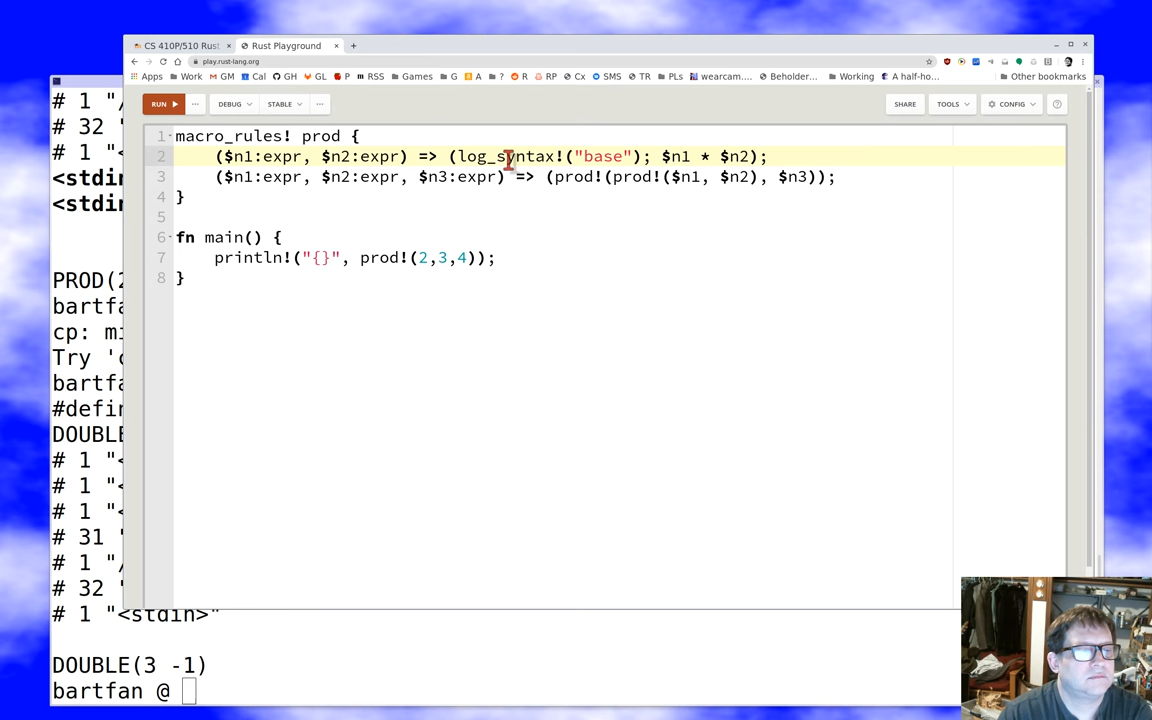 CS 410P/510 Rust
Rust Playground
play.rust-lang.org
Apps Work GM Cal GH GL P RSS Games G A ? R RP Cx SMS TR PLs wearcam.... Beholder... Working A half-ho... Other bookmarks
RUN ... DEBUG STABLE ... SHARE TOOLS CONFIG ?
1 macro_rules! prod {
2 ($n1:expr, $n2:expr) => (log_syntax!("base"); $n1 * $n2);
3 ($n1:expr, $n2:expr, $n3:expr) => (prod!(prod!($n1, $n2), $n3));
4 }
5
6 fn main() {
7 println!("{}", prod!(2,3,4));
8 }
# 1 "/
# 32 "
# 1 "<
<stdin
<stdin
PROD(2
bartfa
cp: mi
Try '
bartfa
#defin
DOUBLE
# 1 "<
# 1 "<
# 1 "<
# 31 "
# 1 "/
# 32 "
# 1 "<stdin>"
DOUBLE(3 -1)
bartfan @